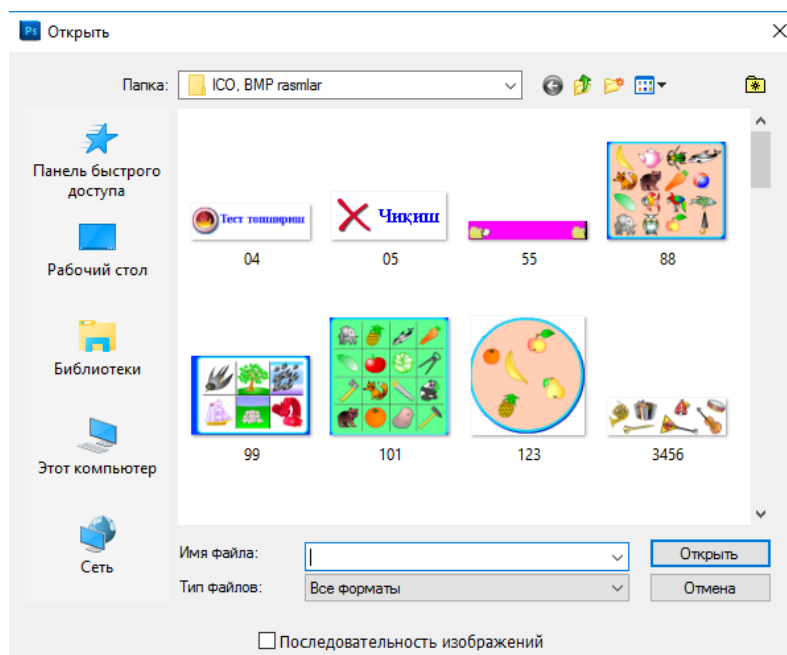 Ps Открыть
Папка: ICO, BMP rasmlar
Панель быстрого
доступа
Рабочий стол
Библиотеки
Этот компьютер
Сеть
Тест топшириш
Чиқиш
04 05 55 88
99 101 123 3456
Имя файла:
Открыть
Тип файлов: Все форматы
Отмена
Последовательность изображений